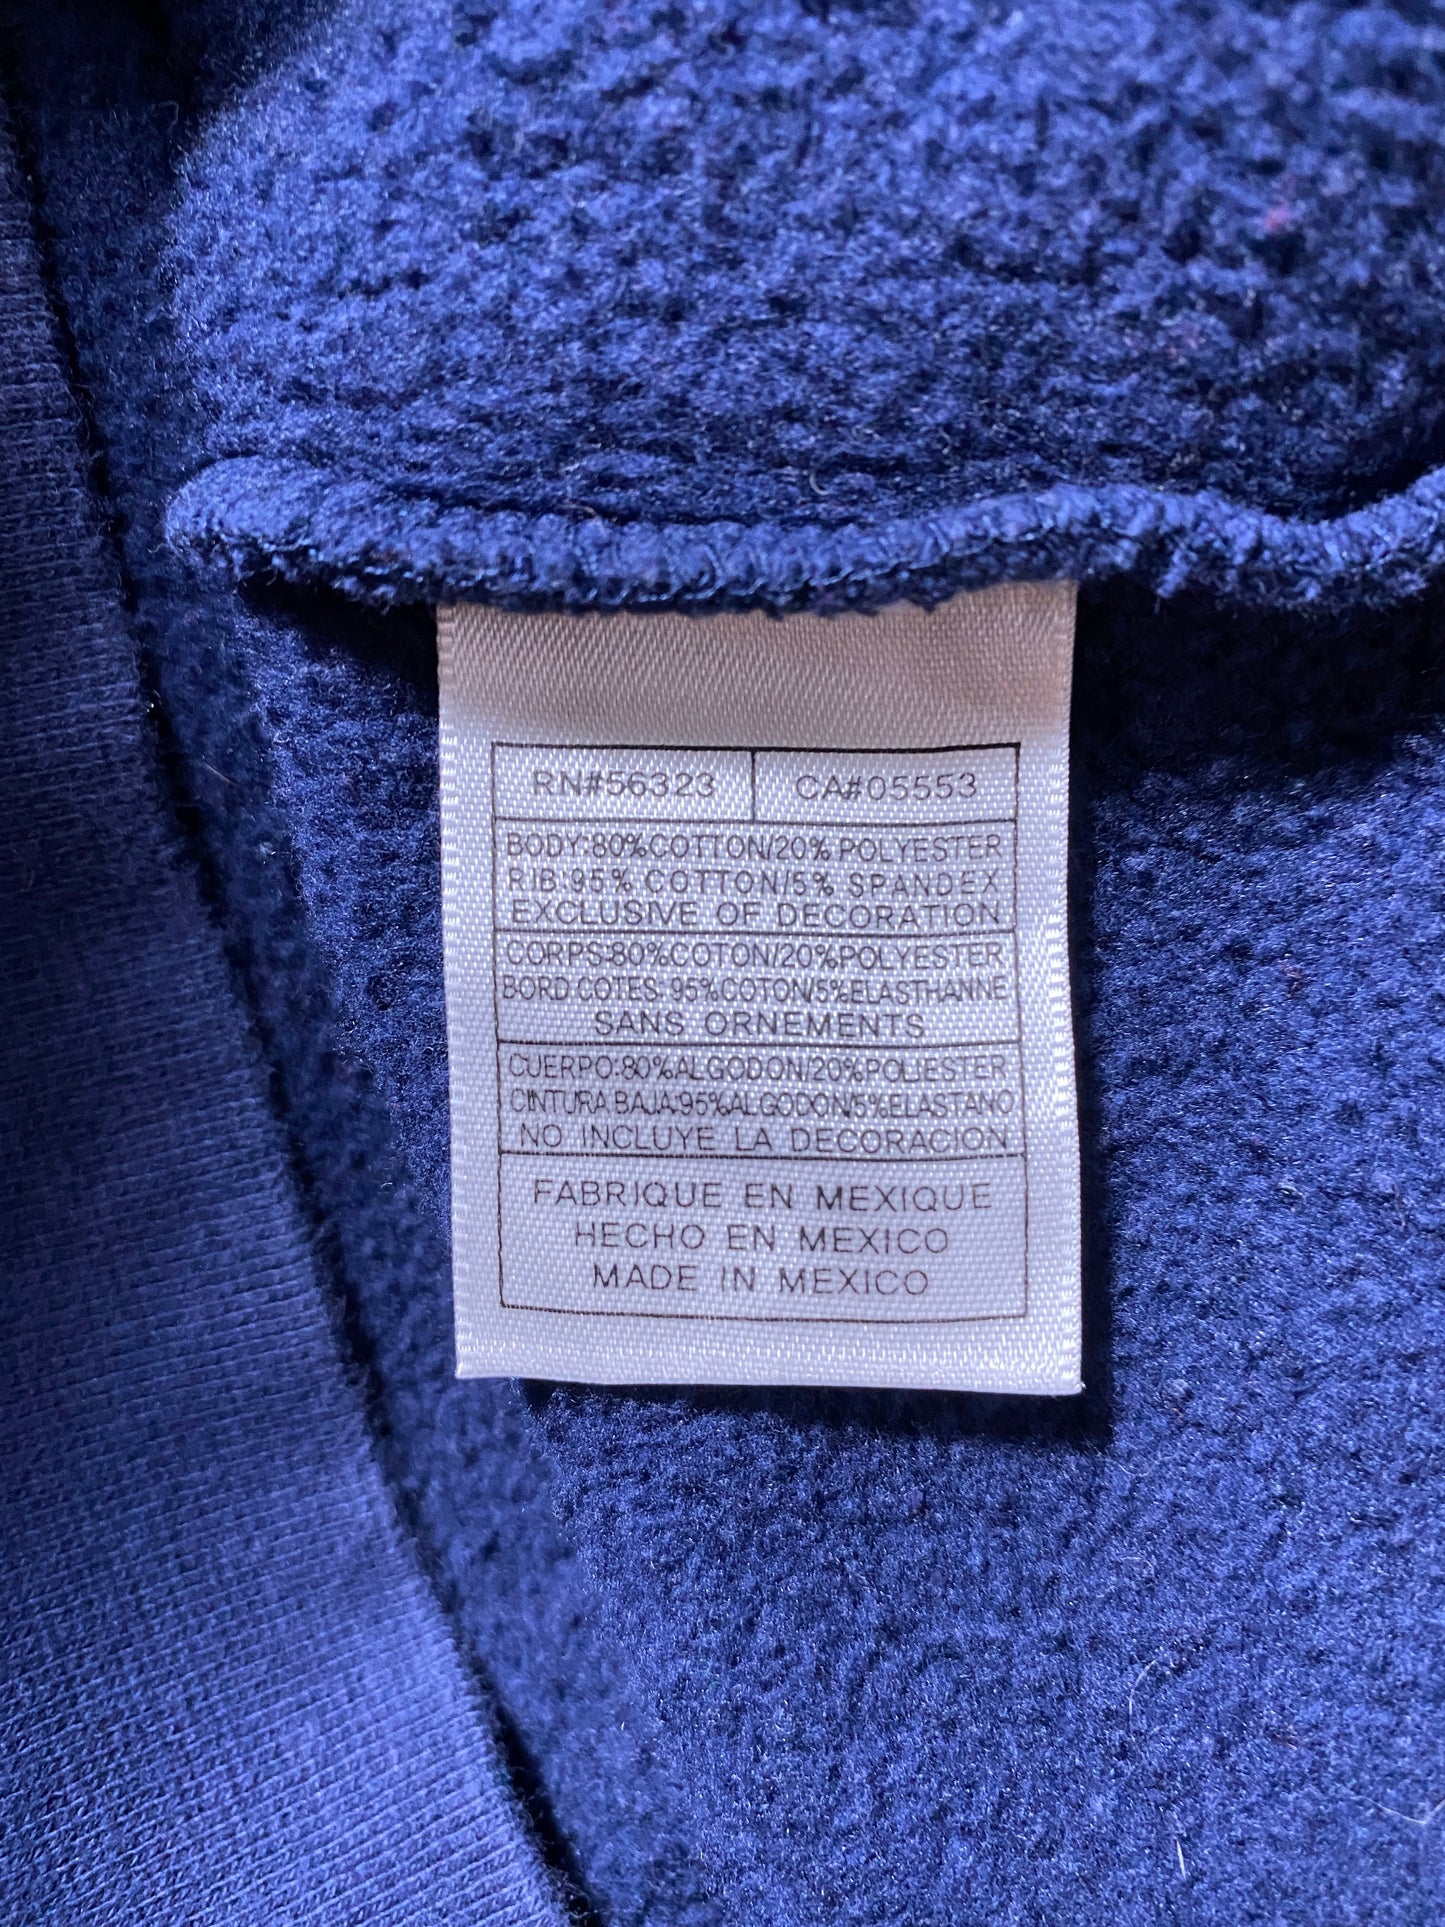 RN#56323 CA#05553
BODY:80%COTTON/20% POLYESTER
RIB:95% COTTON/5% SPANDEX
EXCLUSIVE OF DECORATION
CORPS:80%COTON/20%POLYESTER
BORD COTES: 95%COTON/5%ELASTHANNE
SANS ORNEMENTS
CUERPO:80%ALGODON/20%POLIESTER
CINTURA BAJA:95%ALGODON/5%ELASTANO
NO INCLUYE LA DECORACION
FABRIQUE EN MEXIQUE
HECHO EN MEXICO
MADE IN MEXICO